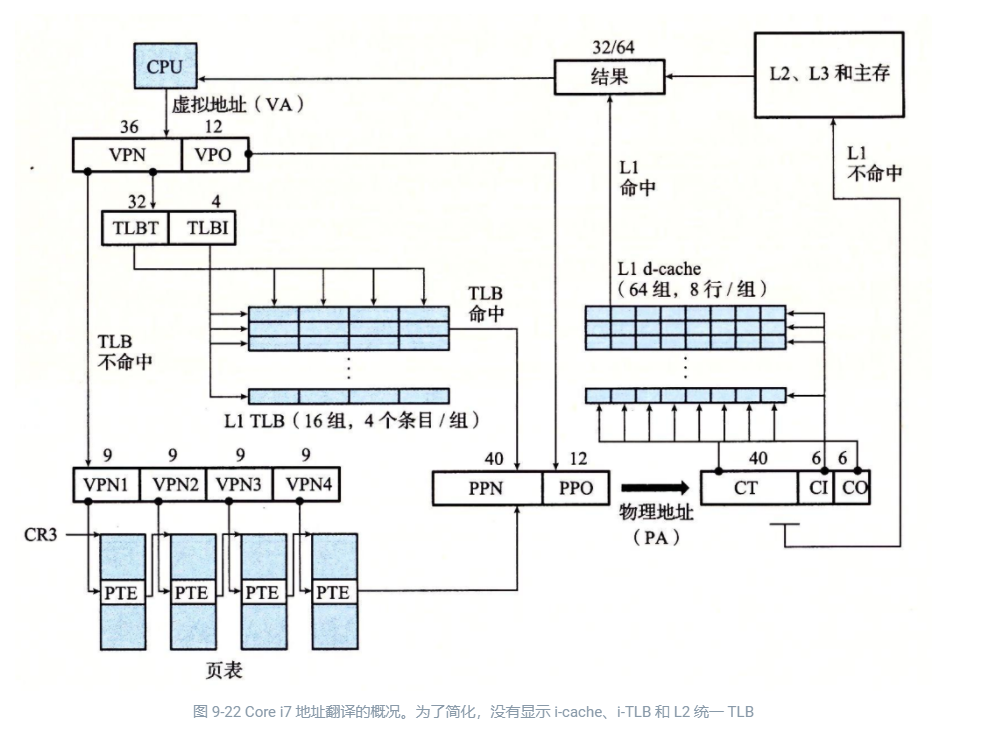 CPU
32/64
结果
L2、L3 和主存
虚拟地址（VA）
36
12
VPN
VPO
L1
命中
L1
不命中
32
4
TLBT
TLBI
L1 d-cache
（64 组，8 行 / 组）
TLB
命中
TLB
不命中
L1 TLB（16 组，4 个条目 / 组）
9
9
9
9
VPN1
VPN2
VPN3
VPN4
40
12
PPN
PPO
物理地址
（PA）
40
6
6
CT
CI
CO
CR3
PTE
PTE
PTE
PTE
页表
图 9-22 Core i7 地址翻译的概况。为了简化，没有显示 i-cache、i-TLB 和 L2 统一 TLB